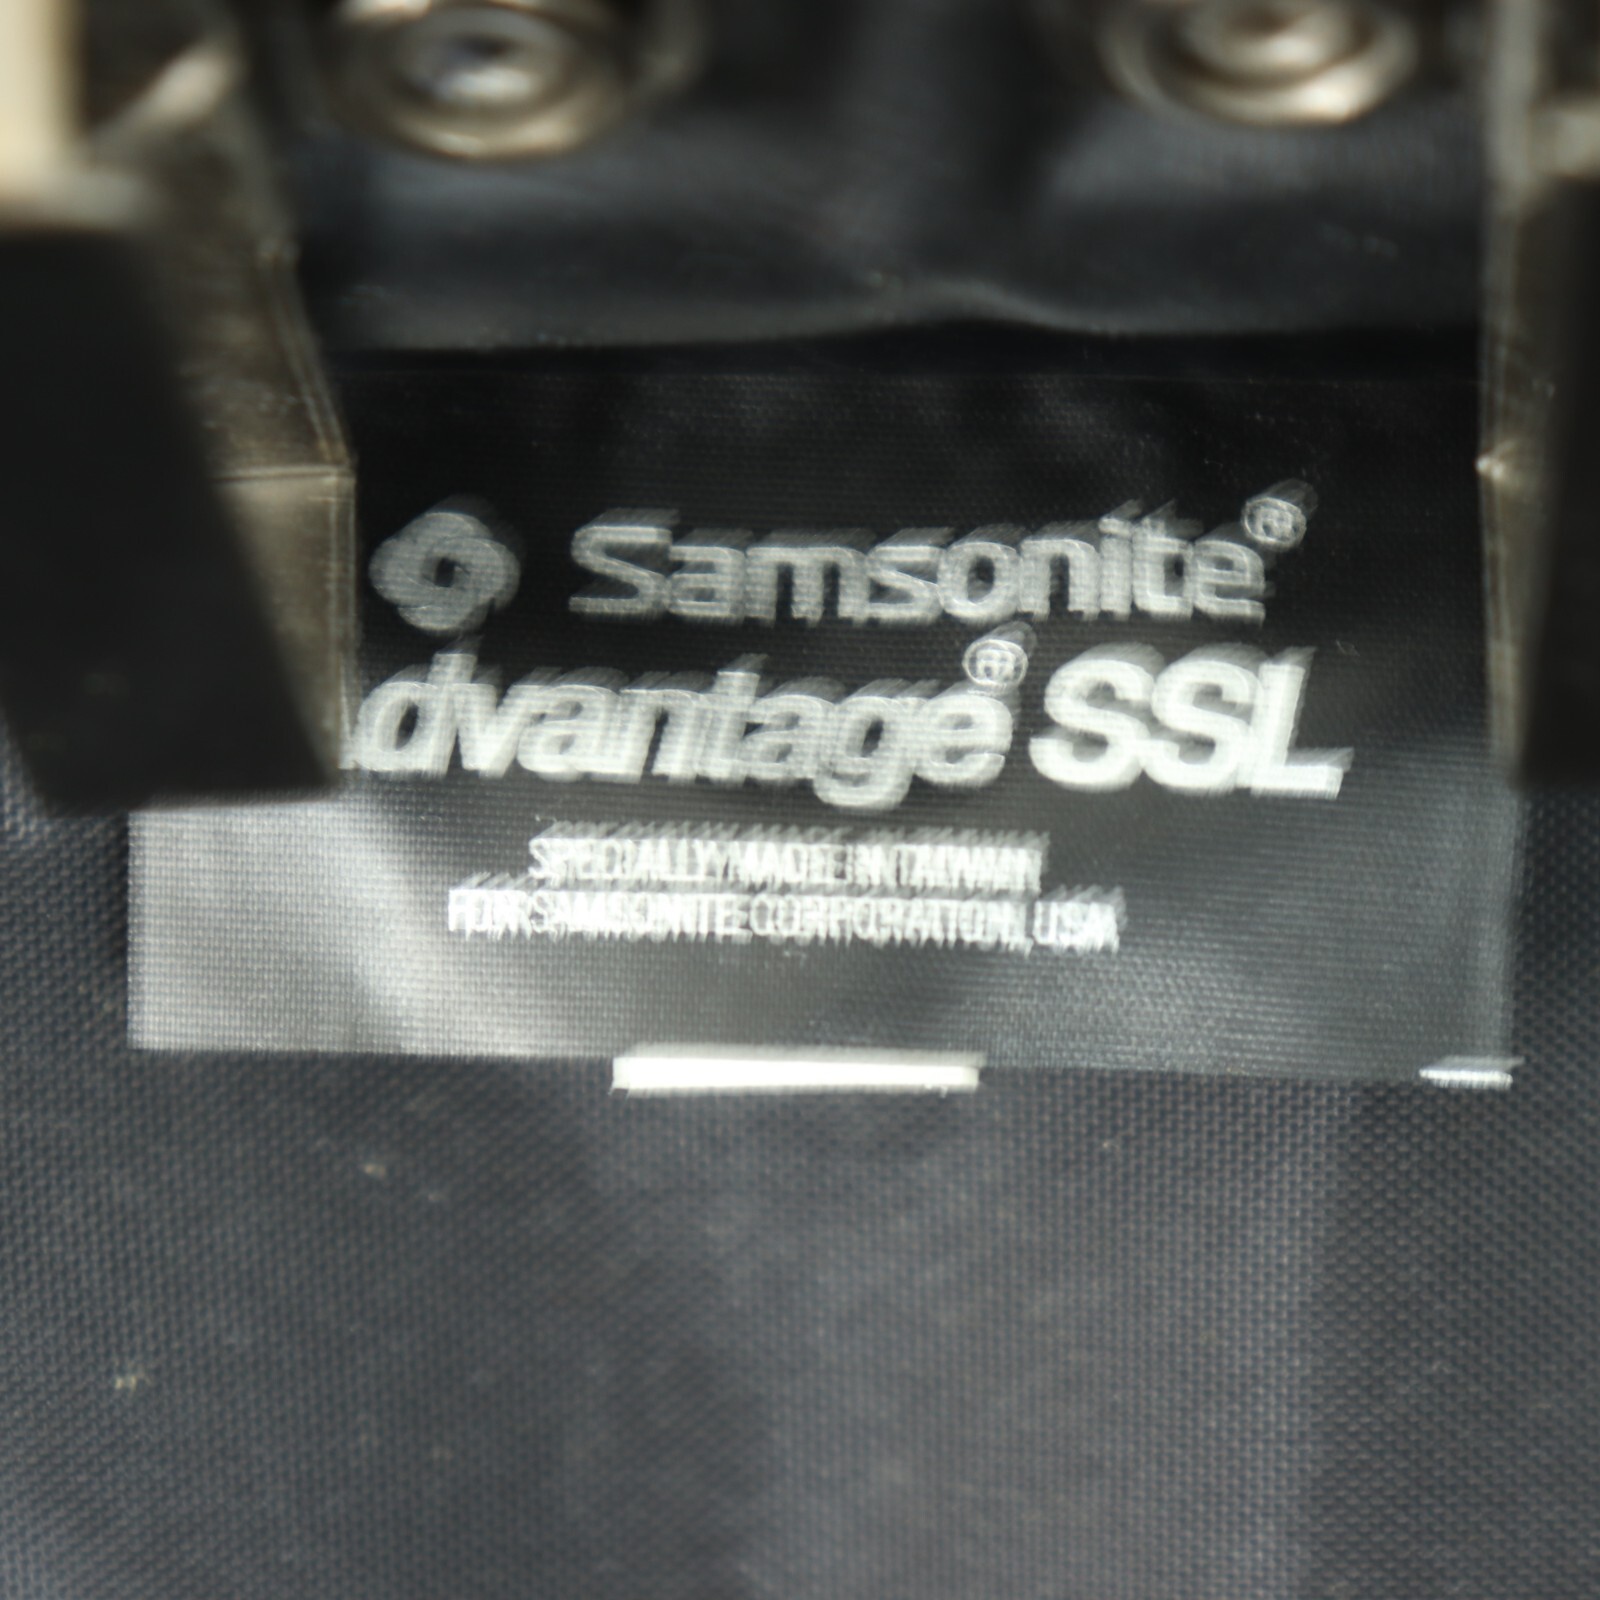 Samsonite®
dvantage® SSL
SPECIALLY MADE IN TAIWAN
FOR SAMSONITE CORPORATION, USA